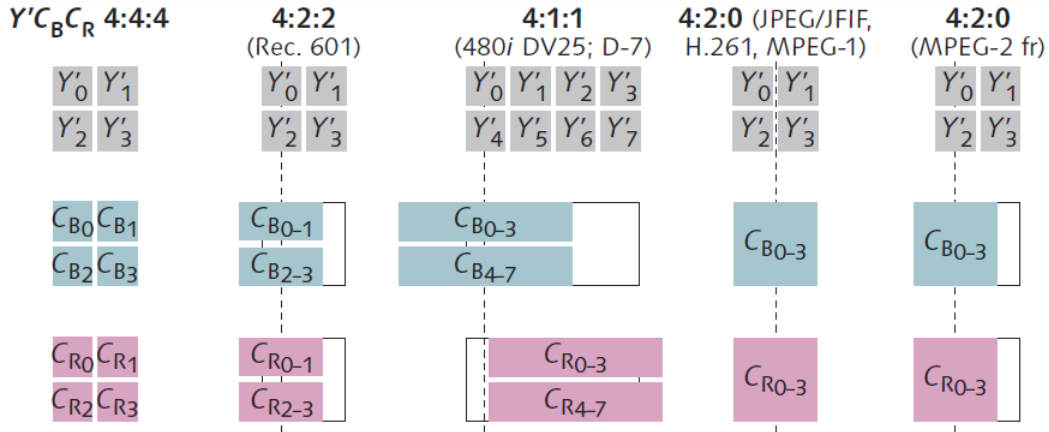 Y′CBCR 4:4:4 4:2:2 4:1:1 4:2:0 (JPEG/JFIF, 4:2:0
(Rec. 601) (480i DV25; D-7) H.261, MPEG-1) (MPEG-2 fr)
Y′0 Y′1 Y′0 Y′1 Y′0 Y′1 Y′2 Y′3 Y′0 Y′1 Y′0 Y′1
Y′2 Y′3 Y′2 Y′3 Y′4 Y′5 Y′6 Y′7 Y′2 Y′3 Y′2 Y′3
CB0 CB1 CB0–1 CB0–3 CB0–3 CB0–3
CB2 CB3 CB2–3 CB4–7
CR0 CR1 CR0–1 CR0–3 CR0–3 CR0–3
CR2 CR3 CR2–3 CR4–7